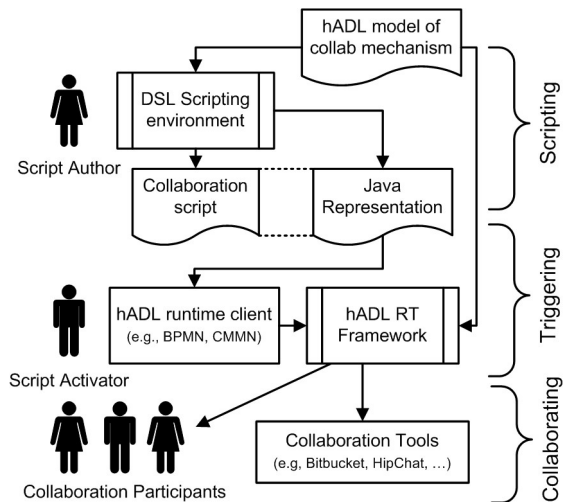 hADL model of
collab mechanism
DSL Scripting
environment
Script Author
Scripting
Collaboration
script
Java
Representation
hADL runtime client
(e.g., BPMN, CMMN)
hADL RT
Framework
Script Activator
Triggering
Collaboration Tools
(e.g, Bitbucket, HipChat, ...)
Collaboration Participants
Collaborating